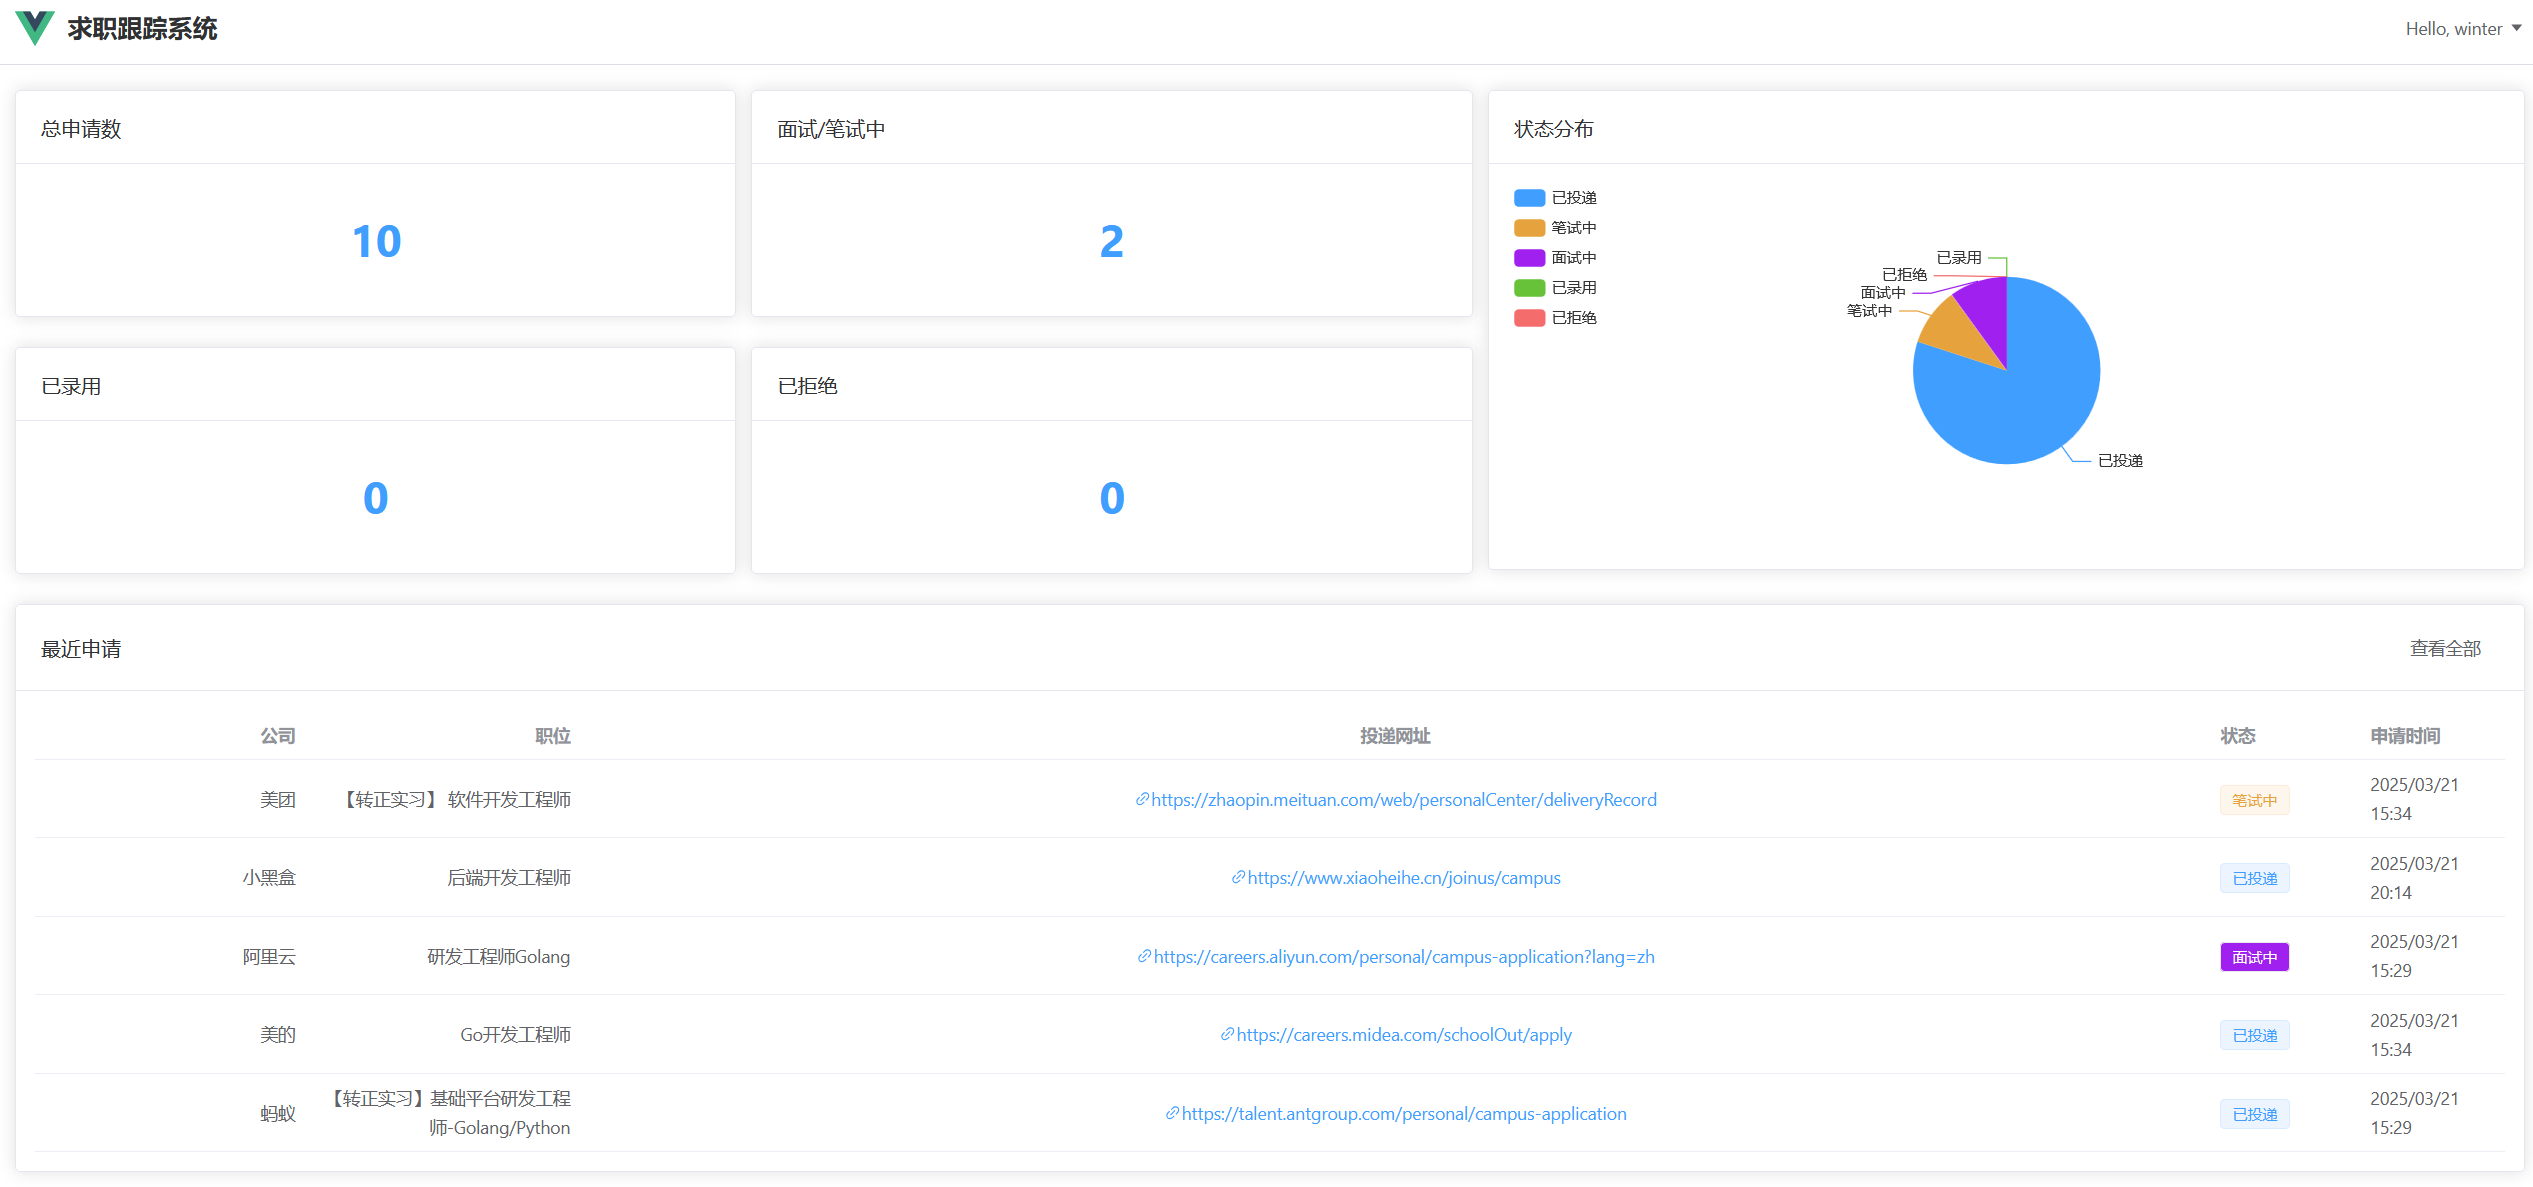 求职跟踪系统
Hello, winter
总申请数
10
面试/笔试中
2
已录用
0
已拒绝
0
状态分布
已投递
笔试中
面试中
已录用
已拒绝
已录用
已拒绝
面试中
笔试中
已投递
最近申请
查看全部
公司 职位 投递网址 状态 申请时间
美团 【转正实习】 软件开发工程师 https://zhaopin.meituan.com/web/personalCenter/deliveryRecord 笔试中 2025/03/21
15:34
小黑盒 后端开发工程师 https://www.xiaoheihe.cn/joinus/campus 已投递 2025/03/21
20:14
阿里云 研发工程师Golang https://careers.aliyun.com/personal/campus-application?lang=zh 面试中 2025/03/21
15:29
美的 Go开发工程师 https://careers.midea.com/schoolOut/apply 已投递 2025/03/21
15:34
蚂蚁 【转正实习】基础平台研发工程 https://talent.antgroup.com/personal/campus-application 已投递 2025/03/21
师-Golang/Python 15:29